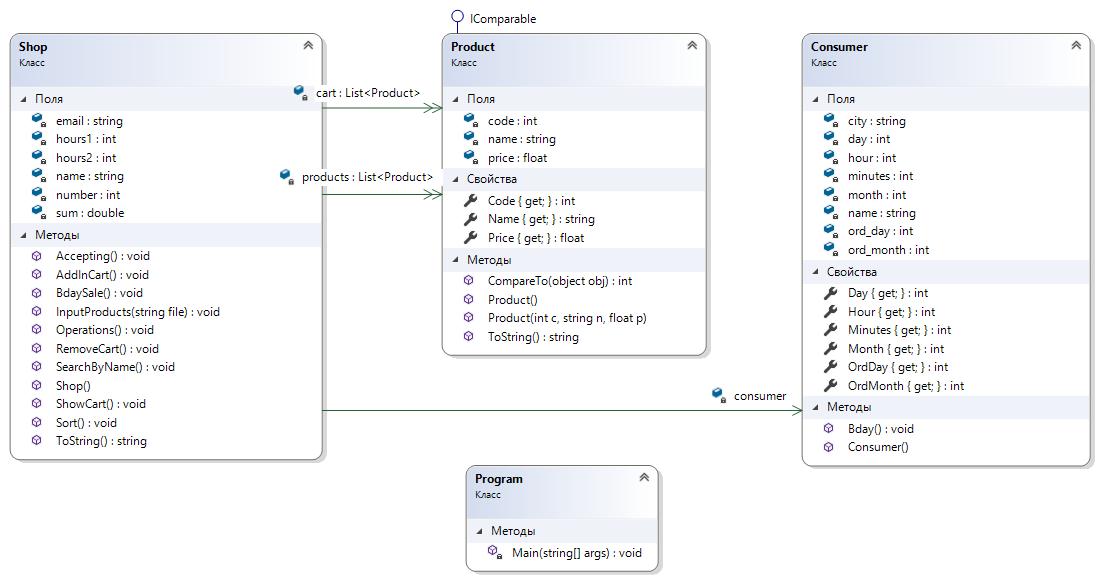 Shop
Класс
Поля
email : string
hours1 : int
hours2 : int
name : string
number : int
sum : double
Методы
Accepting() : void
AddInCart() : void
BdaySale() : void
InputProducts(string file) : void
Operations() : void
RemoveCart() : void
SearchByName() : void
Shop()
ShowCart() : void
Sort() : void
ToString() : string
cart : List<Product>
products : List<Product>
consumer
IComparable
Product
Класс
Поля
code : int
name : string
price : float
Свойства
Code { get; } : int
Name { get; } : string
Price { get; } : float
Методы
CompareTo(object obj) : int
Product()
Product(int c, string n, float p)
ToString() : string
Consumer
Класс
Поля
city : string
day : int
hour : int
minutes : int
month : int
name : string
ord_day : int
ord_month : int
Свойства
Day { get; } : int
Hour { get; } : int
Minutes { get; } : int
Month { get; } : int
OrdDay { get; } : int
OrdMonth { get; } : int
Методы
Bday() : void
Consumer()
Program
Класс
Методы
Main(string[] args) : void